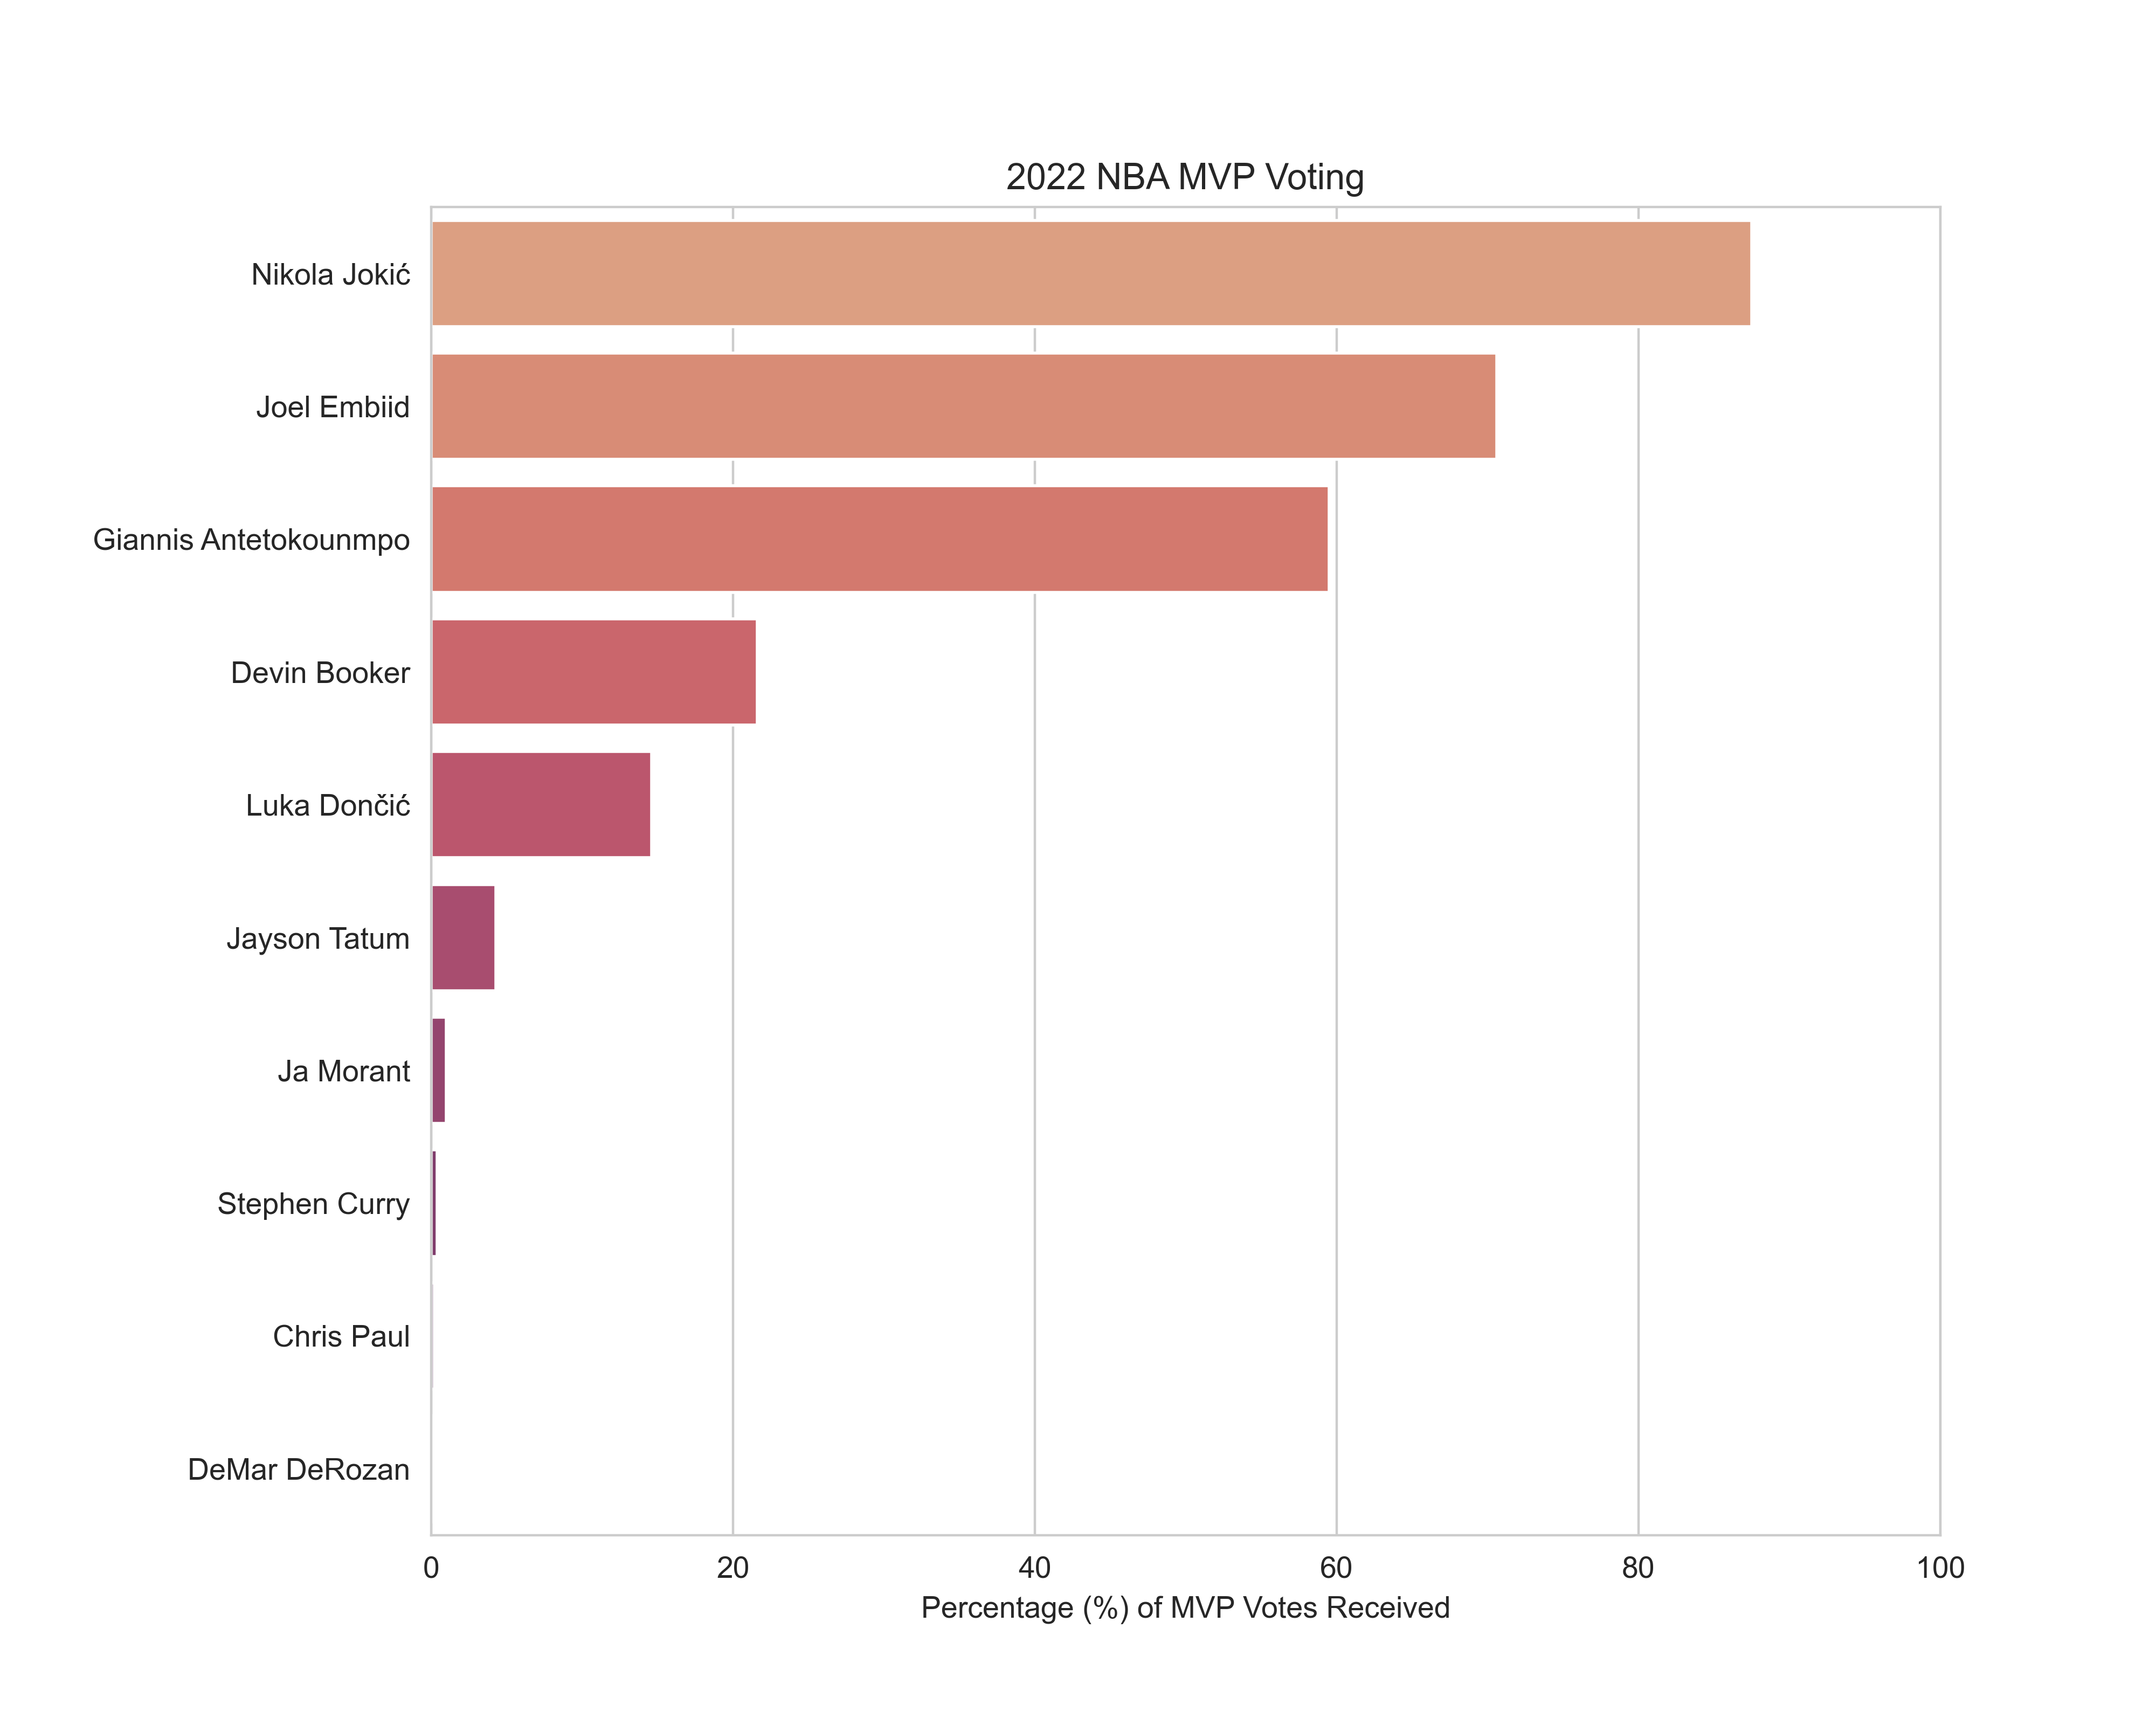 2022 NBA MVP Voting
Nikola Jokić
Joel Embiid
Giannis Antetokounmpo
Devin Booker
Luka Dončić
Jayson Tatum
Ja Morant
Stephen Curry
Chris Paul
DeMar DeRozan
0 20 40 60 80 100
Percentage (%) of MVP Votes Received